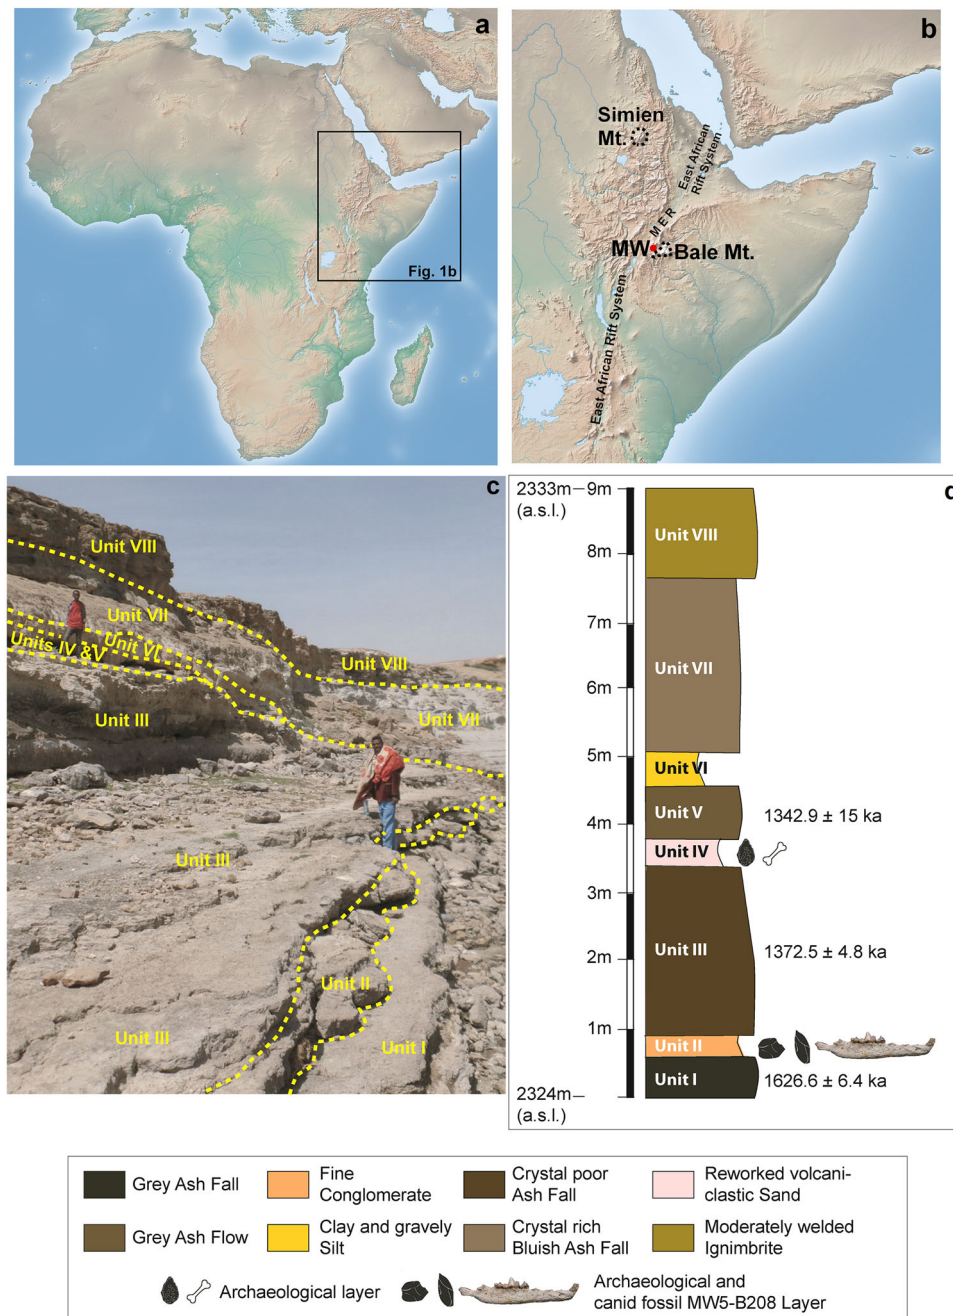 a
Fig. 1b
b
Simien
Mt.
East African
Rift System
MER
MW
Bale Mt.
East African Rift System
c
Unit VIII
Unit VII
Unit VI
Units IV &V
Unit VIII
Unit III
Unit VII
Unit III
Unit II
Unit III
Unit I
d
2333m
(a.s.l.)
9m
Unit VIII
8m
7m
Unit VII
6m
5m
Unit VI
Unit V
1342.9 ± 15 ka
4m
Unit IV
3m
Unit III
1372.5 ± 4.8 ka
2m
1m
Unit II
Unit I
1626.6 ± 6.4 ka
2324m
(a.s.l.)
Grey Ash Fall
Fine
Conglomerate
Crystal poor
Ash Fall
Reworked volcani-
clastic Sand
Grey Ash Flow
Clay and gravely
Silt
Crystal rich
Bluish Ash Fall
Moderately welded
Ignimbrite
Archaeological layer
Archaeological and
canid fossil MW5-B208 Layer